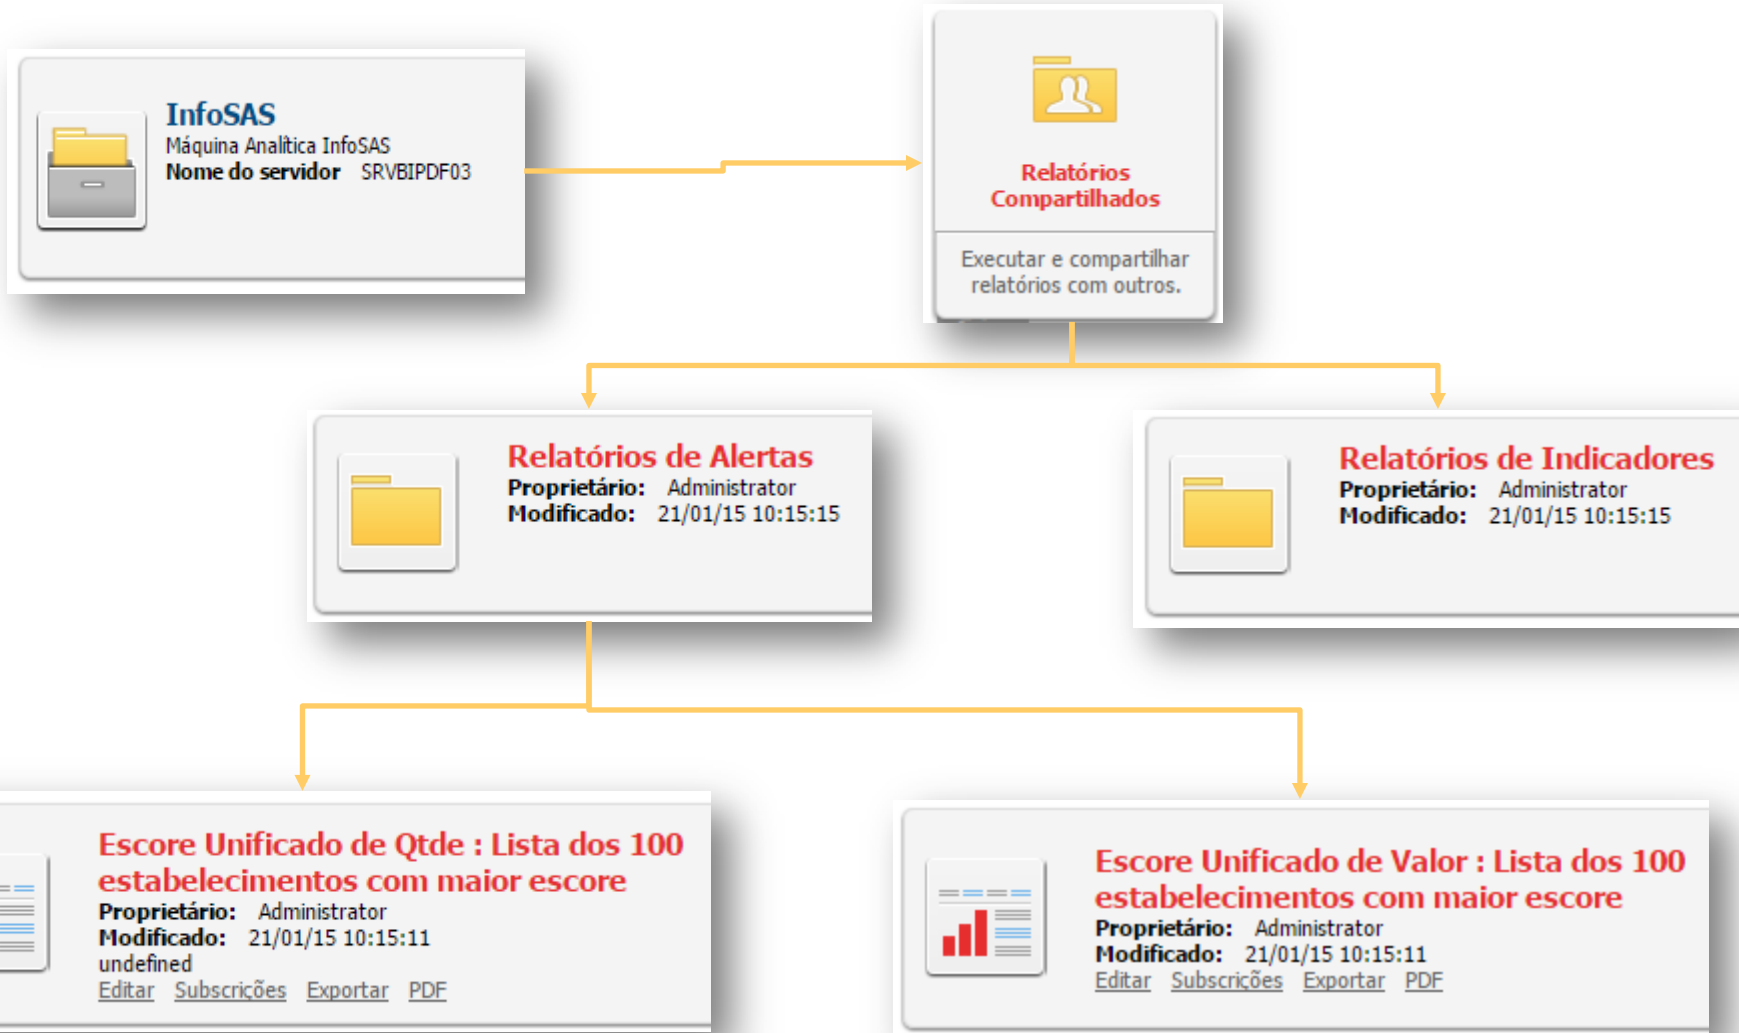 InfoSAS
Máquina Analítica InfoSAS
Nome do servidor SRVBIPDF03
Relatórios
Compartilhados
Executar e compartilhar
relatórios com outros.
Relatórios de Alertas
Proprietário: Administrator
Modificado: 21/01/15 10:15:15
Relatórios de Indicadores
Proprietário: Administrator
Modificado: 21/01/15 10:15:15
Escore Unificado de Qtde : Lista dos 100
estabelecimentos com maior escore
Proprietário: Administrator
Modificado: 21/01/15 10:15:11
undefined
Editar Subscrições Exportar PDF
Escore Unificado de Valor : Lista dos 100
estabelecimentos com maior escore
Proprietário: Administrator
Modificado: 21/01/15 10:15:11
Editar Subscrições Exportar PDF